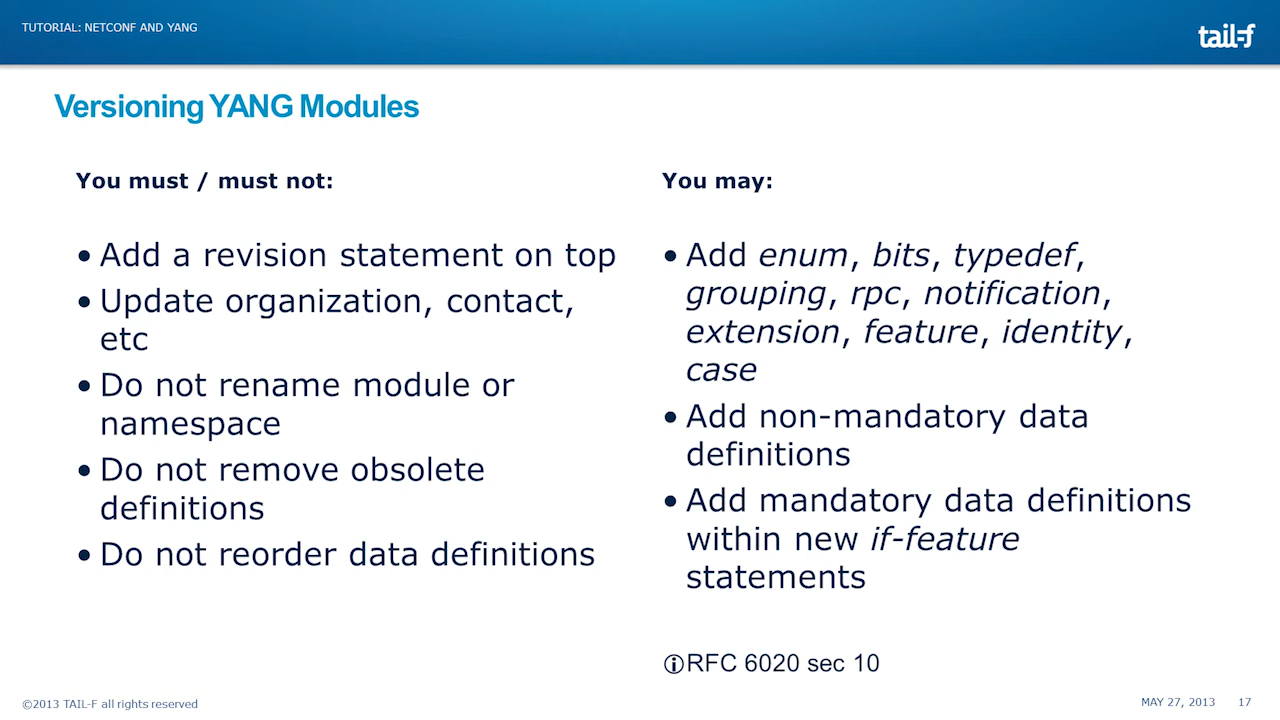 TUTORIAL: NETCONF AND YANG
tail-f
Versioning YANG Modules
You must / must not:
• Add a revision statement on top
• Update organization, contact,
etc
• Do not rename module or
namespace
• Do not remove obsolete
definitions
• Do not reorder data definitions
You may:
• Add enum, bits, typedef,
grouping, rpc, notification,
extension, feature, identity,
case
• Add non-mandatory data
definitions
• Add mandatory data definitions
within new if-feature
statements
ⓘRFC 6020 sec 10
©2013 TAIL-F all rights reserved
MAY 27, 2013 17